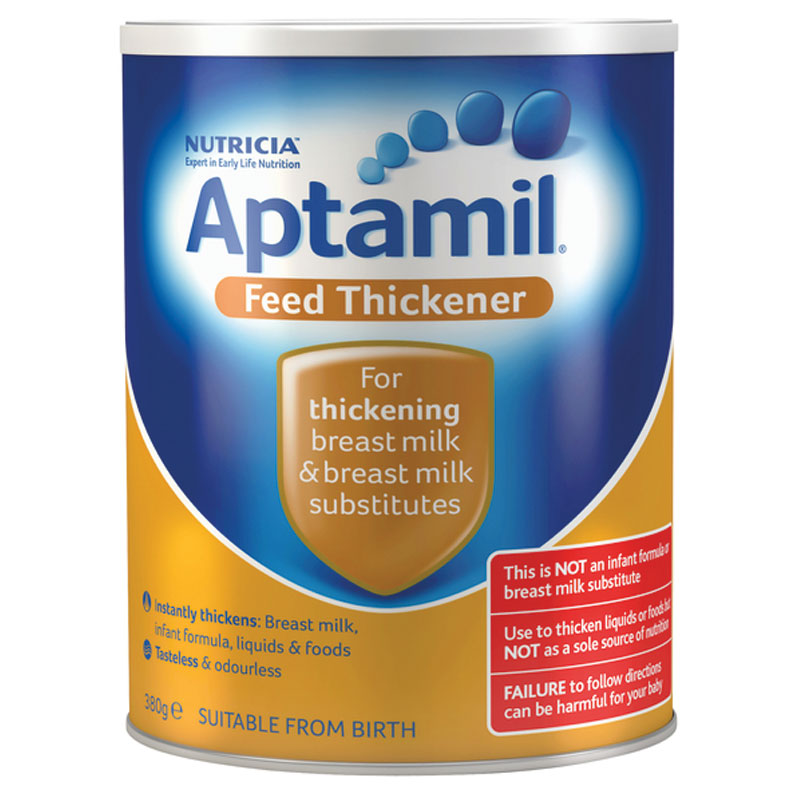 NUTRICIA™
Expert in Early Life Nutrition
Aptamil®
Feed Thickener
For
thickening
breast milk
& breast milk
substitutes
This is NOT an infant formula or
breast milk substitute
Use to thicken liquids or foods but
NOT as a sole source of nutrition
FAILURE to follow directions
can be harmful for your baby
Instantly thickens: Breast milk,
infant formula, liquids & foods
Tasteless & odourless
380g e SUITABLE FROM BIRTH